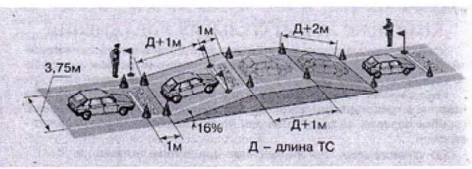 Д+1м
1м
Д+2м
3,75м
16%
1м
Д+1м
Д – длина ТС